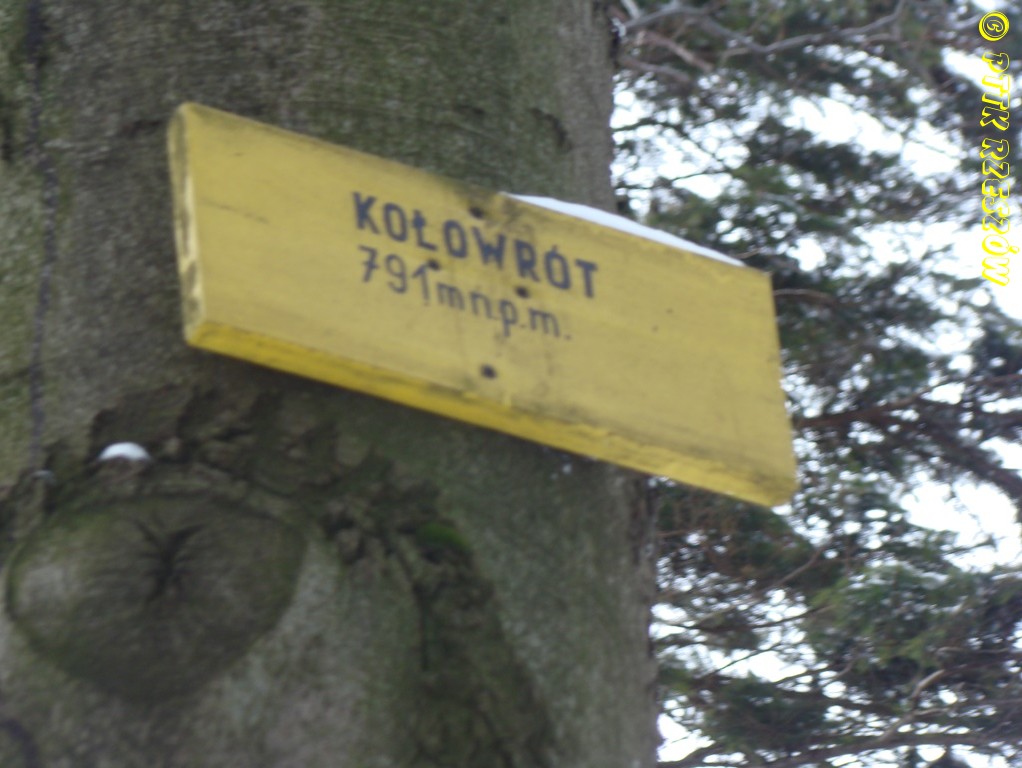 KOŁOWRÓT
791 m n.p.m.
© PTTK RZESZÓW